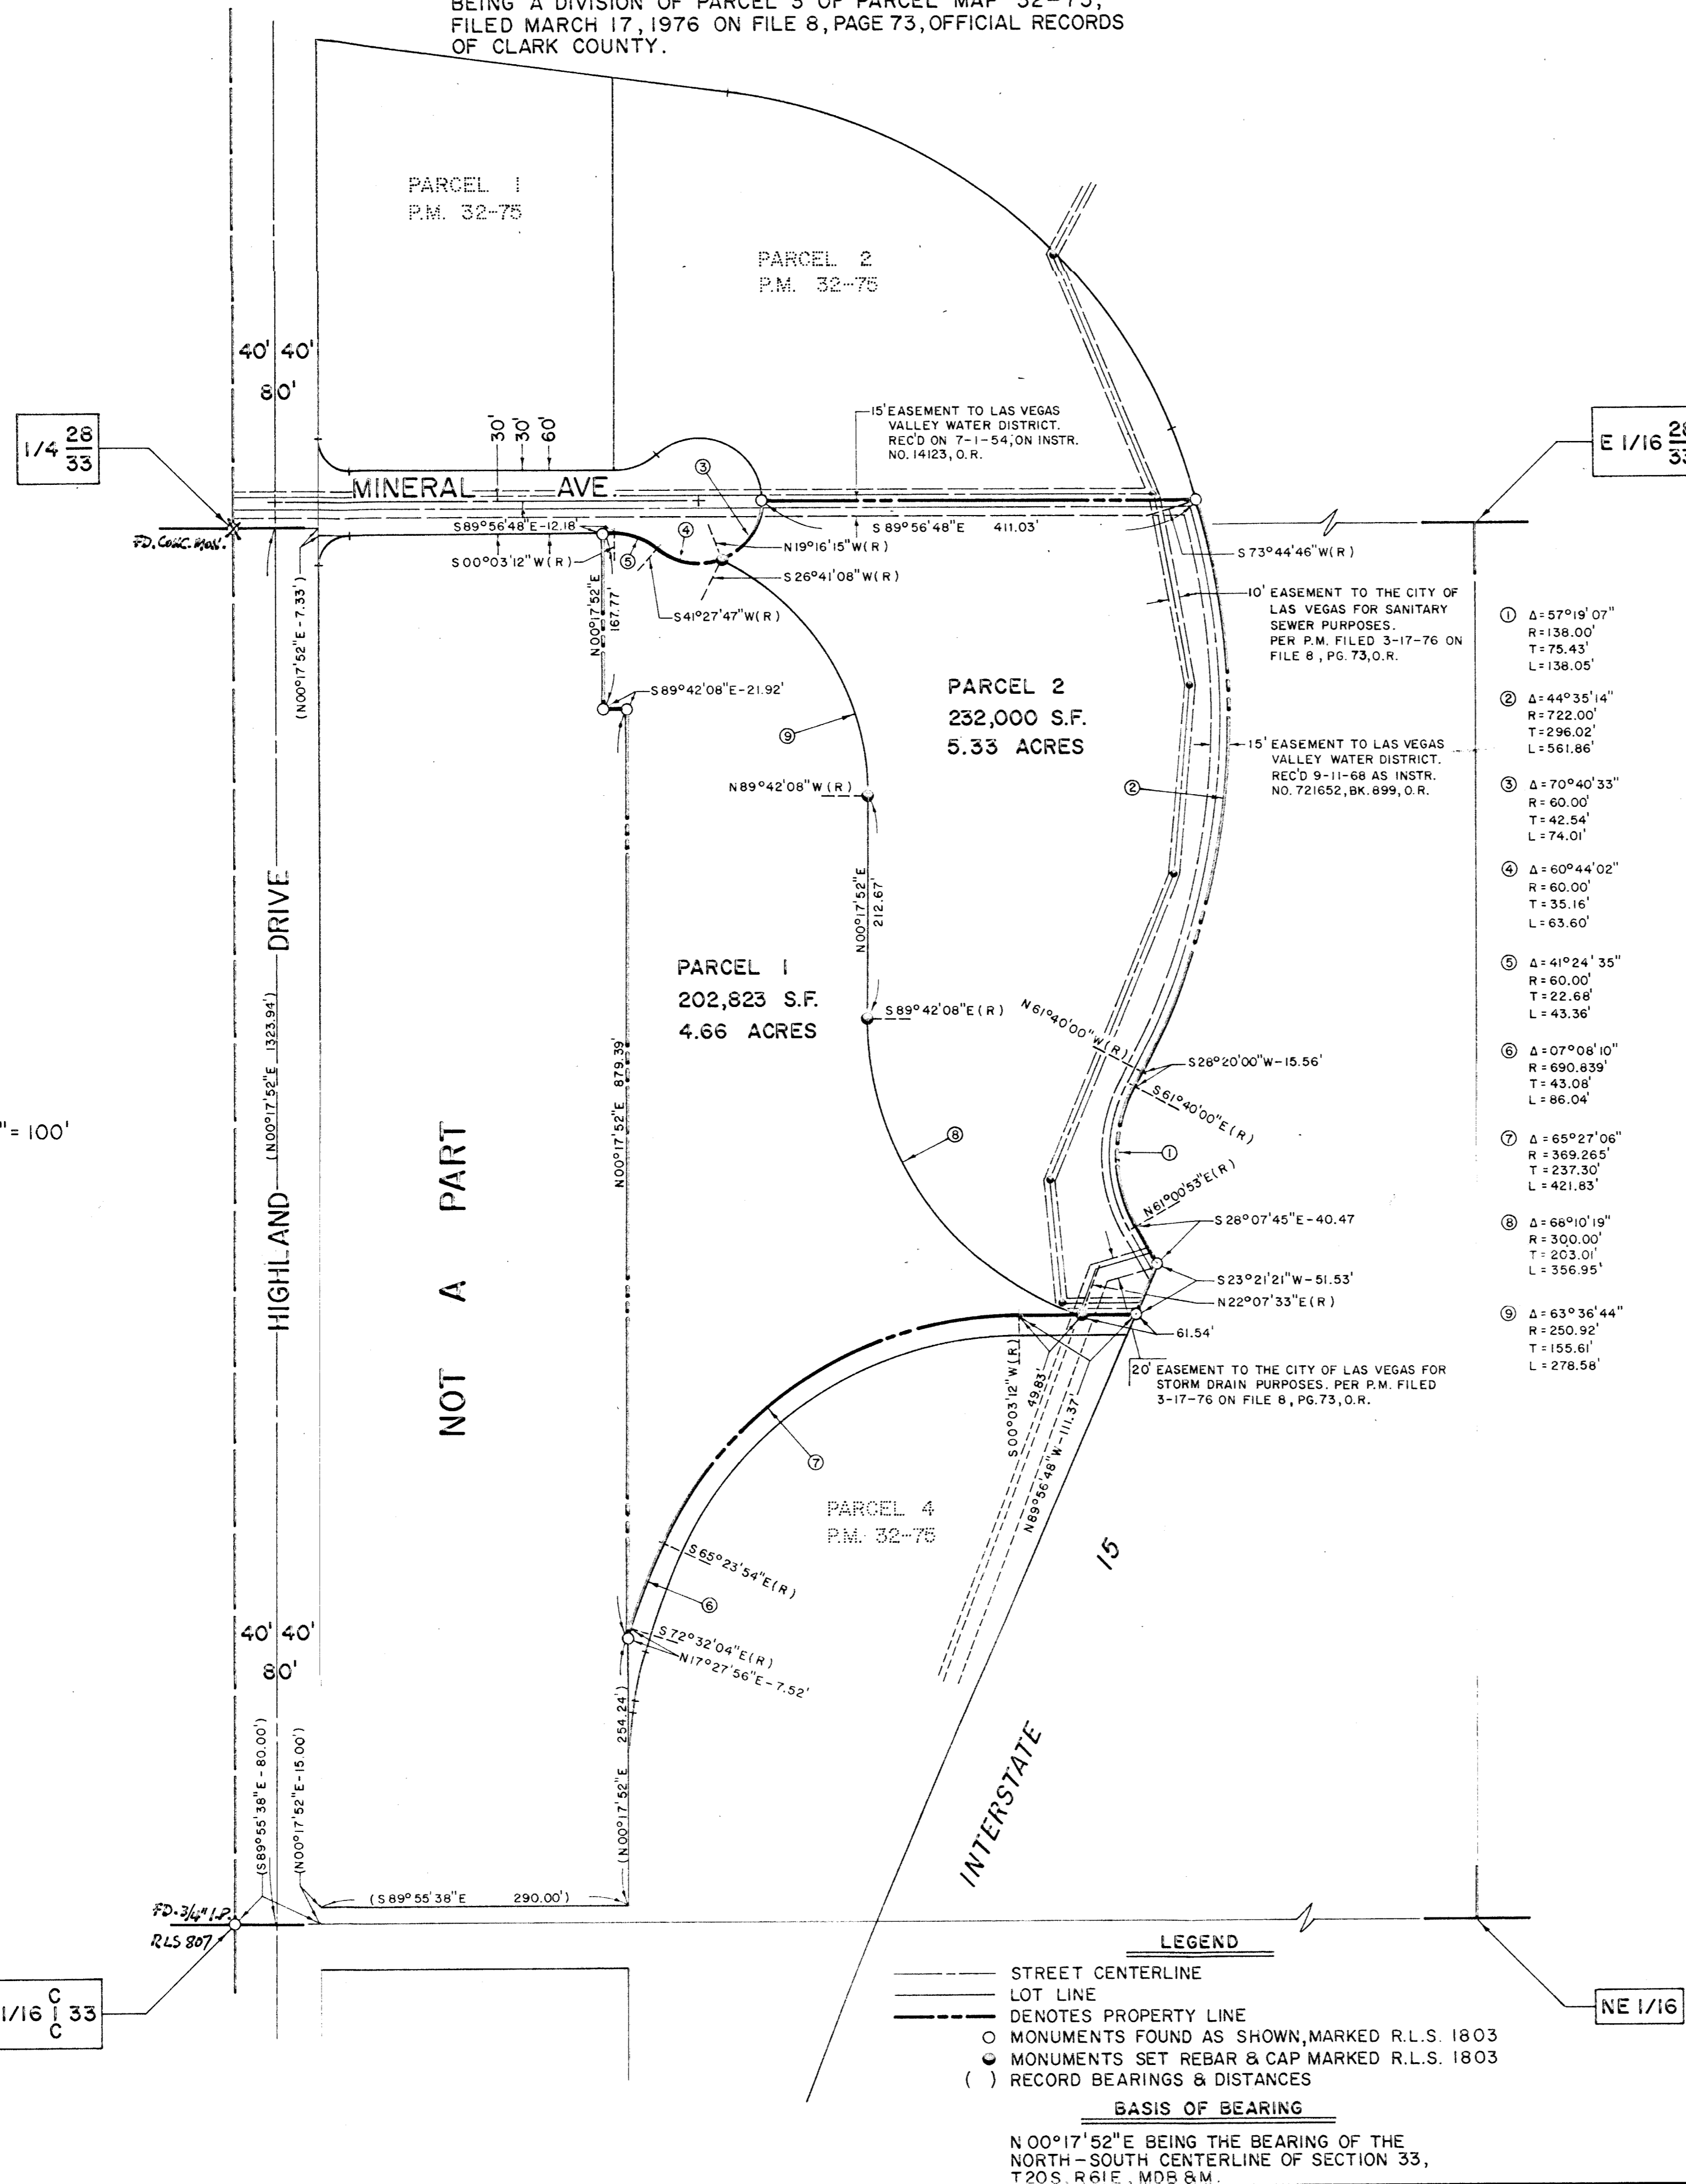 BEING A DIVISION OF PARCEL 3 OF PARCEL MAP 32-75,
FILED MARCH 17, 1976 ON FILE 8, PAGE 73, OFFICIAL RECORDS
OF CLARK COUNTY.
PARCEL 1
P.M. 32-75
PARCEL 2
P.M. 32-75
40' 40'
80'
1/4 28
33
FD. CONC. MON.
30'
30'
60'
MINERAL AVE.
15' EASEMENT TO LAS VEGAS
VALLEY WATER DISTRICT.
REC'D ON 7-1-54, ON INSTR.
NO. 14123, O.R.
E 1/16
33
③
S89°56'48"E-12.18'
④
S 89°56'48"E 411.03'
N19°16'15"W(R)
S00°03'12"W(R)
⑤
S26°41'08"W(R)
S73°44'46"W(R)
S41°27'47"W(R)
N00°17'52"E
167.77'
(N00°17'52"E-7.33')
10' EASEMENT TO THE CITY OF
LAS VEGAS FOR SANITARY
SEWER PURPOSES.
PER P.M. FILED 3-17-76 ON
FILE 8, PG. 73, O.R.
S89°42'08"E-21.92'
PARCEL 2
232,000 S.F.
5.33 ACRES
⑨
15' EASEMENT TO LAS VEGAS
VALLEY WATER DISTRICT.
REC'D 9-11-68 AS INSTR.
NO. 721652, BK. 899, O.R.
②
N89°42'08"W(R)
N00°17'52"E
212.67'
PARCEL 1
202,823 S.F.
4.66 ACRES
S89°42'08"E(R)
N61°40'00"W(R)
S28°20'00"W-15.56'
S61°40'00"E(R)
①
N61°00'53"E(R)
S28°07'45"E-40.47
S23°21'21"W-51.53'
N22°07'33"E(R)
61.54'
⑧
HIGHLAND DRIVE
(N00°17'52"E 1323.94')
N00°17'52"E 879.39'
"= 100'
NOT A PART
① Δ=57°19'07"
R=138.00'
T=75.43'
L=138.05'
② Δ=44°35'14"
R=722.00'
T=296.02'
L=561.86'
③ Δ=70°40'33"
R=60.00'
T=42.54'
L=74.01'
④ Δ=60°44'02"
R=60.00'
T=35.16'
L=63.60'
⑤ Δ=41°24'35"
R=60.00'
T=22.68'
L=43.36'
⑥ Δ=07°08'10"
R=690.839'
T=43.08'
L=86.04'
⑦ Δ=65°27'06"
R=369.265'
T=237.30'
L=421.83'
⑧ Δ=68°10'19"
R=300.00'
T=203.01'
L=356.95'
⑨ Δ=63°36'44"
R=250.92'
T=155.61'
L=278.58'
20' EASEMENT TO THE CITY OF LAS VEGAS FOR
STORM DRAIN PURPOSES. PER P.M. FILED
3-17-76 ON FILE 8, PG. 73, O.R.
S00°03'12"W(R)
49.83'
N89°56'48"W-111.37'
⑦
PARCEL 4
P.M. 32-75
S65°23'54"E(R)
⑥
S72°32'04"E(R)
N17°27'56"E-7.52'
INTERSTATE 15
40' 40'
80'
(N00°17'52"E 254.24')
(S89°55'38"E-80.00')
(N00°17'52"E-15.00')
(S89°55'38"E 290.00')
FD. 3/4" I.P.
RLS 807
1/16 C
C 33
NE 1/16
LEGEND
STREET CENTERLINE
LOT LINE
DENOTES PROPERTY LINE
MONUMENTS FOUND AS SHOWN, MARKED R.L.S. 1803
MONUMENTS SET REBAR & CAP MARKED R.L.S. 1803
( ) RECORD BEARINGS & DISTANCES
BASIS OF BEARING
N 00°17'52"E BEING THE BEARING OF THE
NORTH-SOUTH CENTERLINE OF SECTION 33,
T20S, R61E, MDB & M.